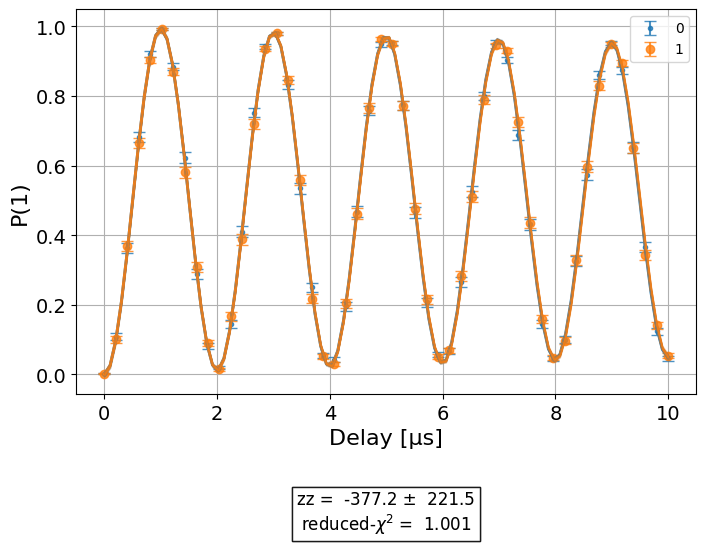 1.0
0.8
0.6
0.4
0.2
0.0
P(1)
0
1
0 2 4 6 8 10
Delay [µs]
zz = -377.2 ± 221.5
reduced-χ² = 1.001